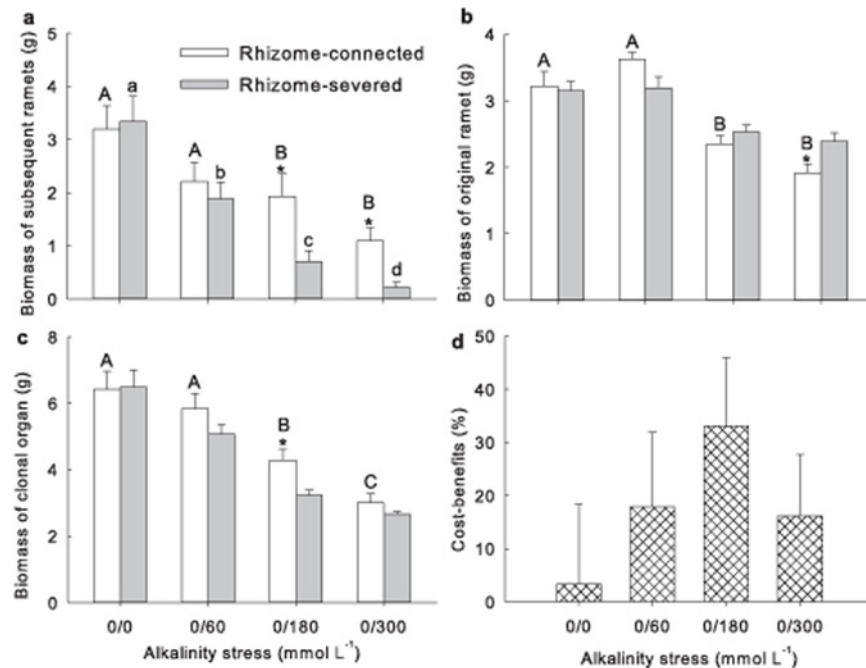 a
Biomass of subsequent ramets (g)
5
4
3
2
1
0
Rhizome-connected
Rhizome-severed
A
a
A
b
B
*
c
B
*
d
b
Biomass of original ramet (g)
5
4
3
2
1
0
A
A
B
B
*
c
Biomass of clonal organ (g)
8
6
4
2
0
A
A
B
*
C
0/0 0/60 0/180 0/300
Alkalinity stress (mmol L⁻¹)
d
Cost-benefits (%)
50
40
30
20
10
0
0/0 0/60 0/180 0/300
Alkalinity stress (mmol L⁻¹)